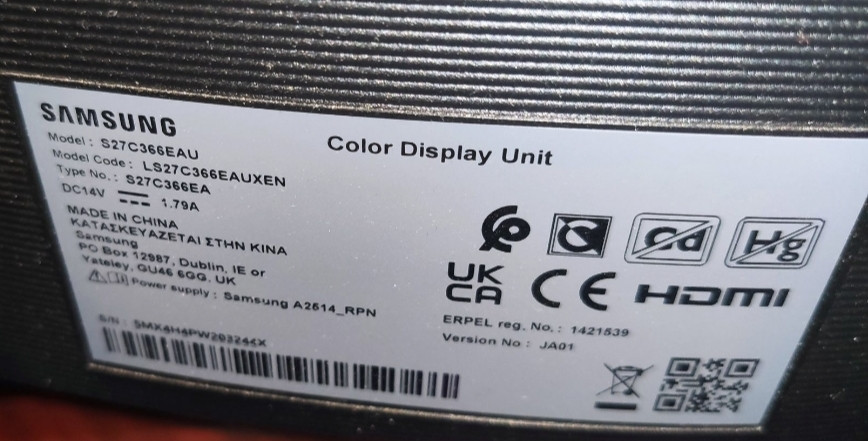 SAMSUNG
Color Display Unit
Model : S27C366EAU
Model Code : LS27C366EAUXEN
Type No. : S27C366EA
DC14V 1.79A
MADE IN CHINA
ΚΑΤΑΣΚΕΥΑΖΕΤΑΙ ΣΤΗΝ ΚΙΝΑ
Samsung
PO Box 12987, Dublin, IE or
Yateley, GU46 6GG, UK
Power supply : Samsung A2514_RPN
S/N :
Cd
Hg
UK
CA
CE
HDMI
ERPEL reg. No. : 1421539
Version No : JA01